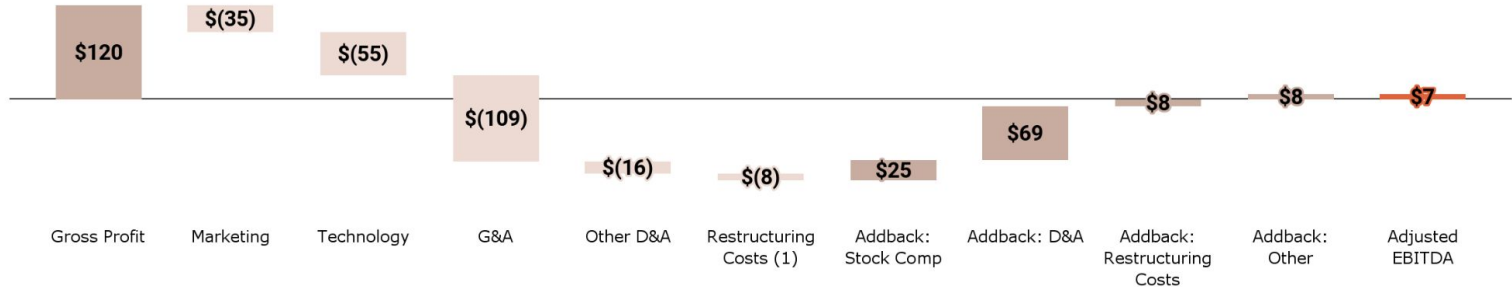 $120
$(35)
$(55)
$(109)
$(16)
$(8)
$25
$69
$8
$8
$7
Gross Profit
Marketing
Technology
G&A
Other D&A
Restructuring
Costs (1)
Addback:
Stock Comp
Addback: D&A
Addback:
Restructuring
Costs
Addback:
Other
Adjusted
EBITDA